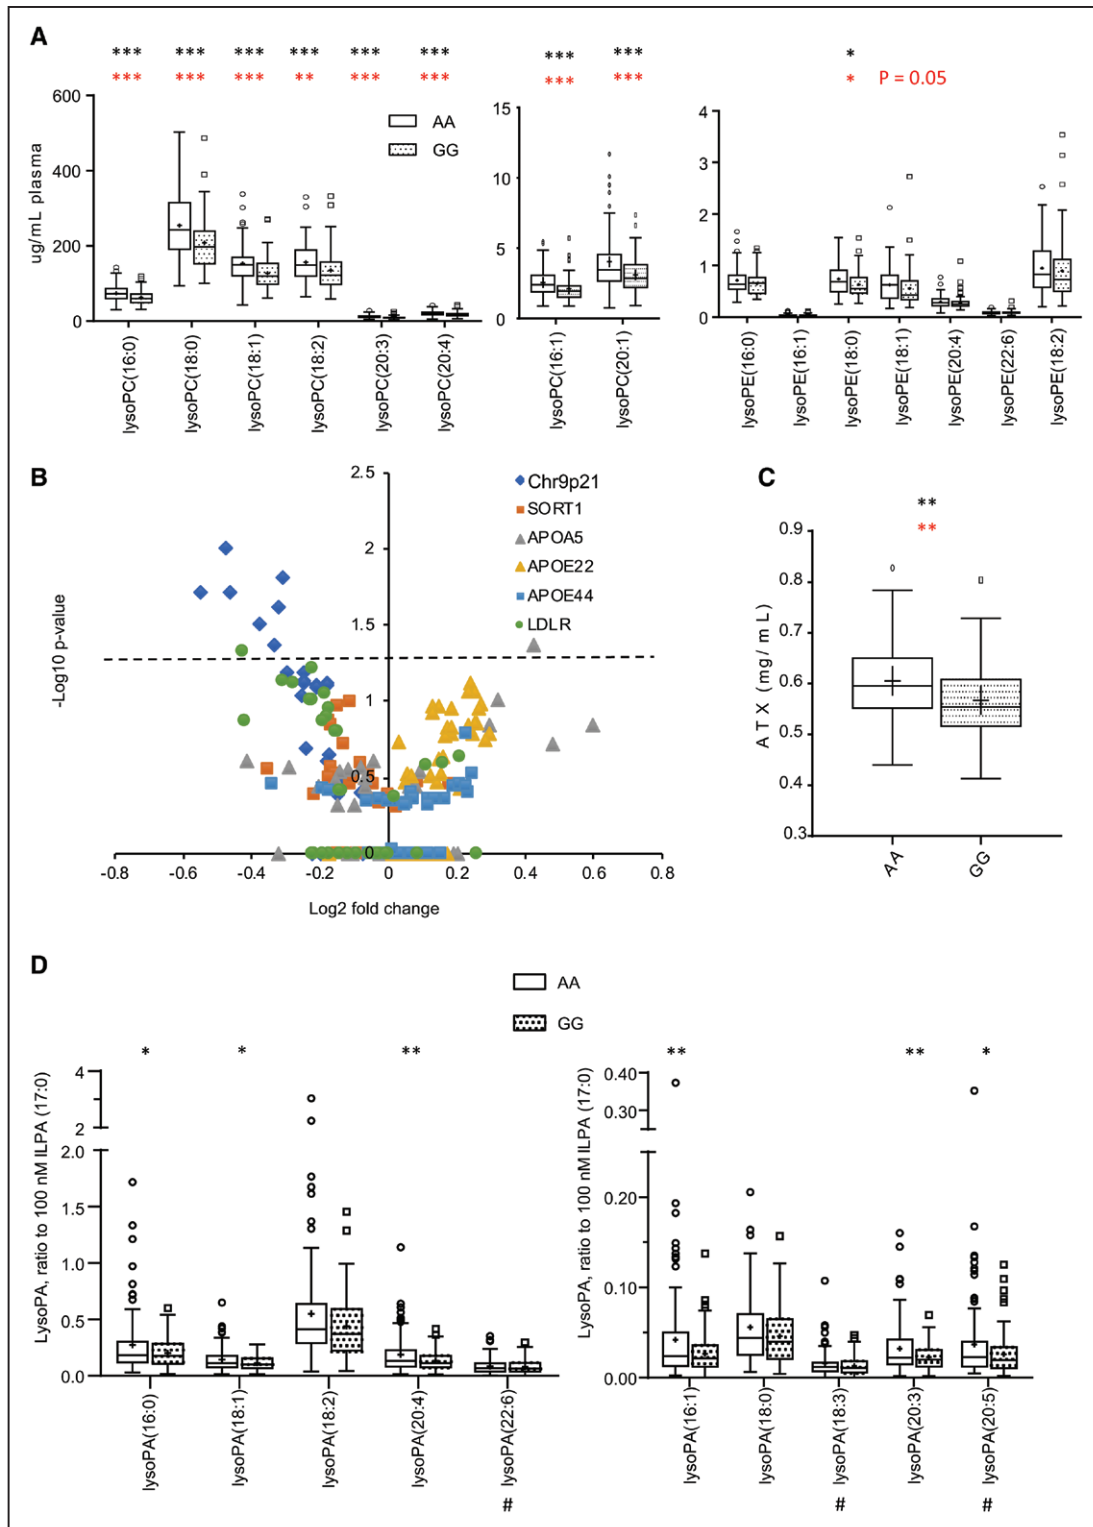 A
*** *** *** *** *** *** *** *** *
*** *** *** ** *** *** *** *** * P = 0.05
600
400
200
0
ug/mL plasma
AA
GG
15
10
5
0
4
3
2
1
0
lysoPC(16:0)
lysoPC(18:0)
lysoPC(18:1)
lysoPC(18:2)
lysoPC(20:3)
lysoPC(20:4)
lysoPC(16:1)
lysoPC(20:1)
lysoPE(16:0)
lysoPE(16:1)
lysoPE(18:0)
lysoPE(18:1)
lysoPE(20:4)
lysoPE(22:6)
lysoPE(18:2)
B
2.5
2
1.5
1
0.5
0
-Log10 p-value
Chr9p21
SORT1
APOA5
APOE22
APOE44
LDLR
-0.8 -0.6 -0.4 -0.2 0 0.2 0.4 0.6 0.8
Log2 fold change
C
**
**
0.9
0.8
0.7
0.6
0.5
0.4
0.3
ATX (mg/mL)
AA
GG
D
AA
GG
* * **
4
2
2.0
1.5
1.0
0.5
0.0
LysoPA, ratio to 100 nM ILPA (17:0)
lysoPA(16:0)
lysoPA(18:1)
lysoPA(18:2)
lysoPA(20:4)
lysoPA(22:6)
#
** ** *
0.40
0.30
0.20
0.10
0.00
LysoPA, ratio to 100 nM ILPA (17:0)
lysoPA(16:1)
lysoPA(18:0)
lysoPA(18:3)
lysoPA(20:3)
lysoPA(20:5)
# #